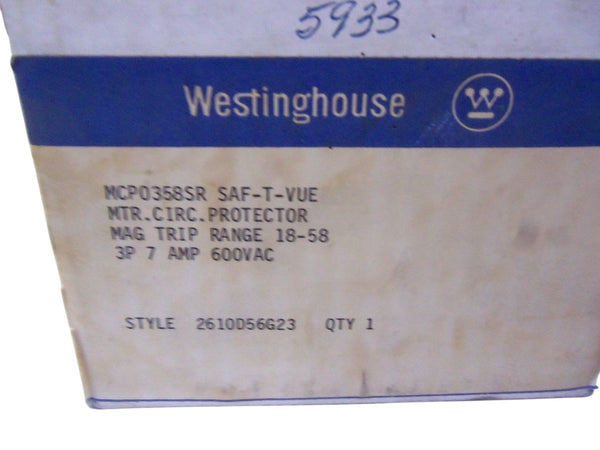 5933
Westinghouse W
MCP0358SR SAF-T-VUE
MTR.CIRC.PROTECTOR
MAG TRIP RANGE 18-58
3P 7 AMP 600VAC
STYLE 2610D56G23 QTY 1